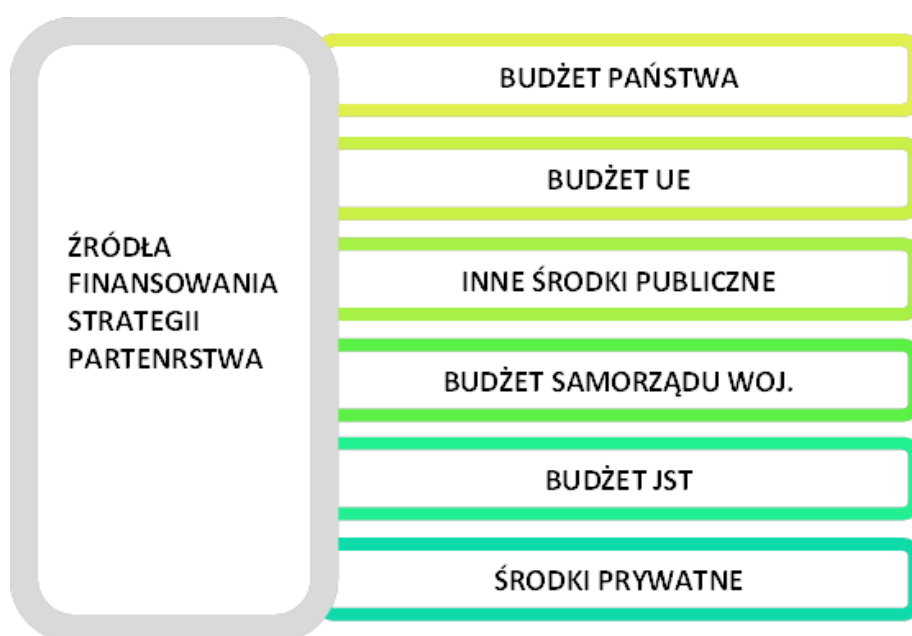 ŹRÓDŁA
FINANSOWANIA
STRATEGII
PARTENRSTWA
BUDŻET PAŃSTWA
BUDŻET UE
INNE ŚRODKI PUBLICZNE
BUDŻET SAMORZĄDU WOJ.
BUDŻET JST
ŚRODKI PRYWATNE